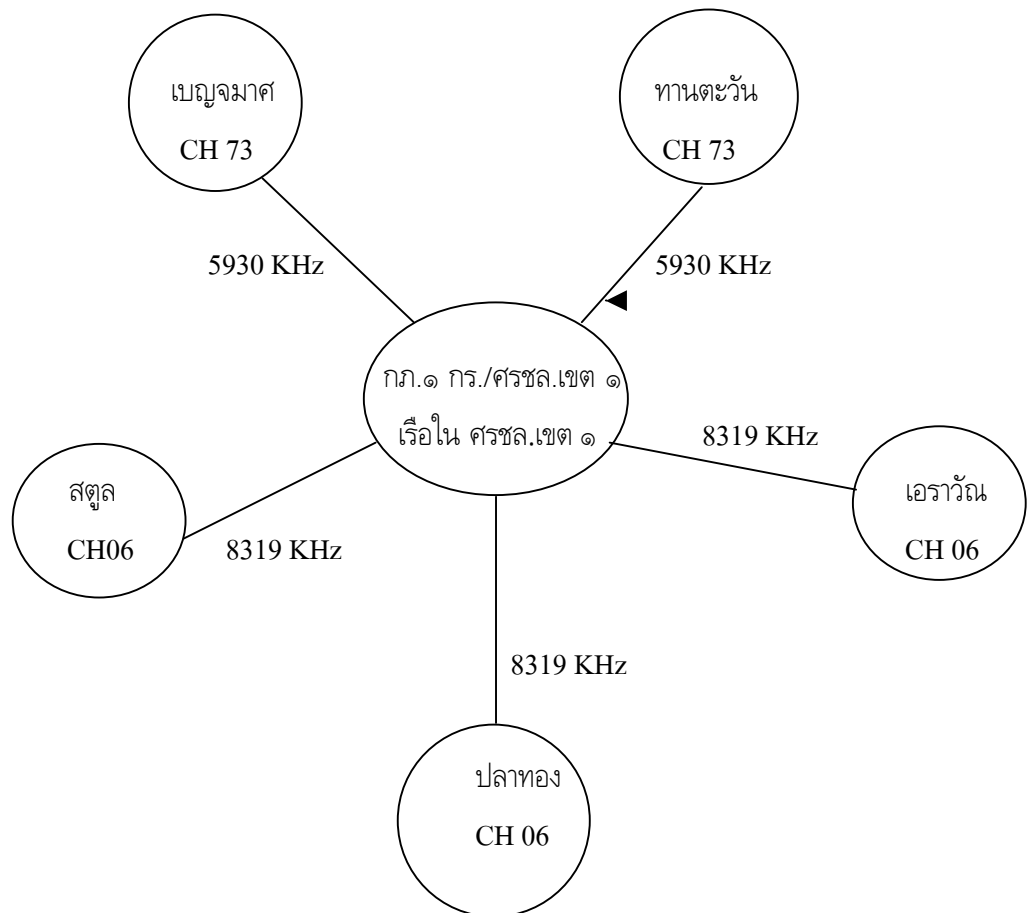 เบญจมาศ
CH 73
ทานตะวัน
CH 73
5930 KHz
5930 KHz
กภ.๑ กร./ศรชล.เขต ๑
เรือใน ศรชล.เขต ๑
8319 KHz
สตูล
CH06
8319 KHz
เอราวัณ
CH 06
8319 KHz
ปลาทอง
CH 06